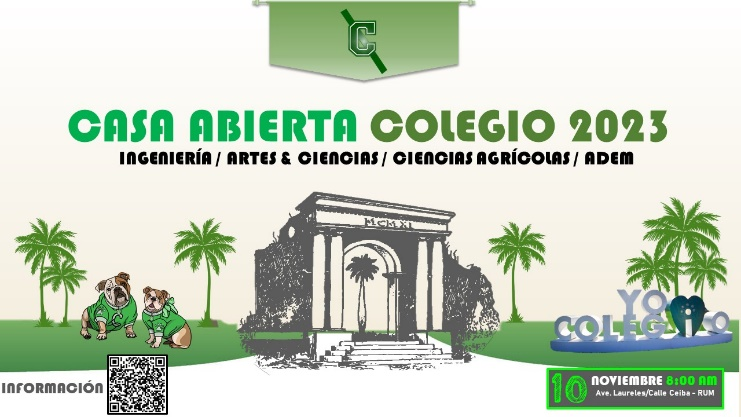 C
CASA ABIERTA COLEGIO 2023
INGENIERÍA / ARTES & CIENCIAS / CIENCIAS AGRÍCOLAS / ADEM
MCMXL
YO
COLEGIO
INFORMACIÓN
10 NOVIEMBRE 8:00 AM
Ave. Laureles/Calle Ceiba - RUM